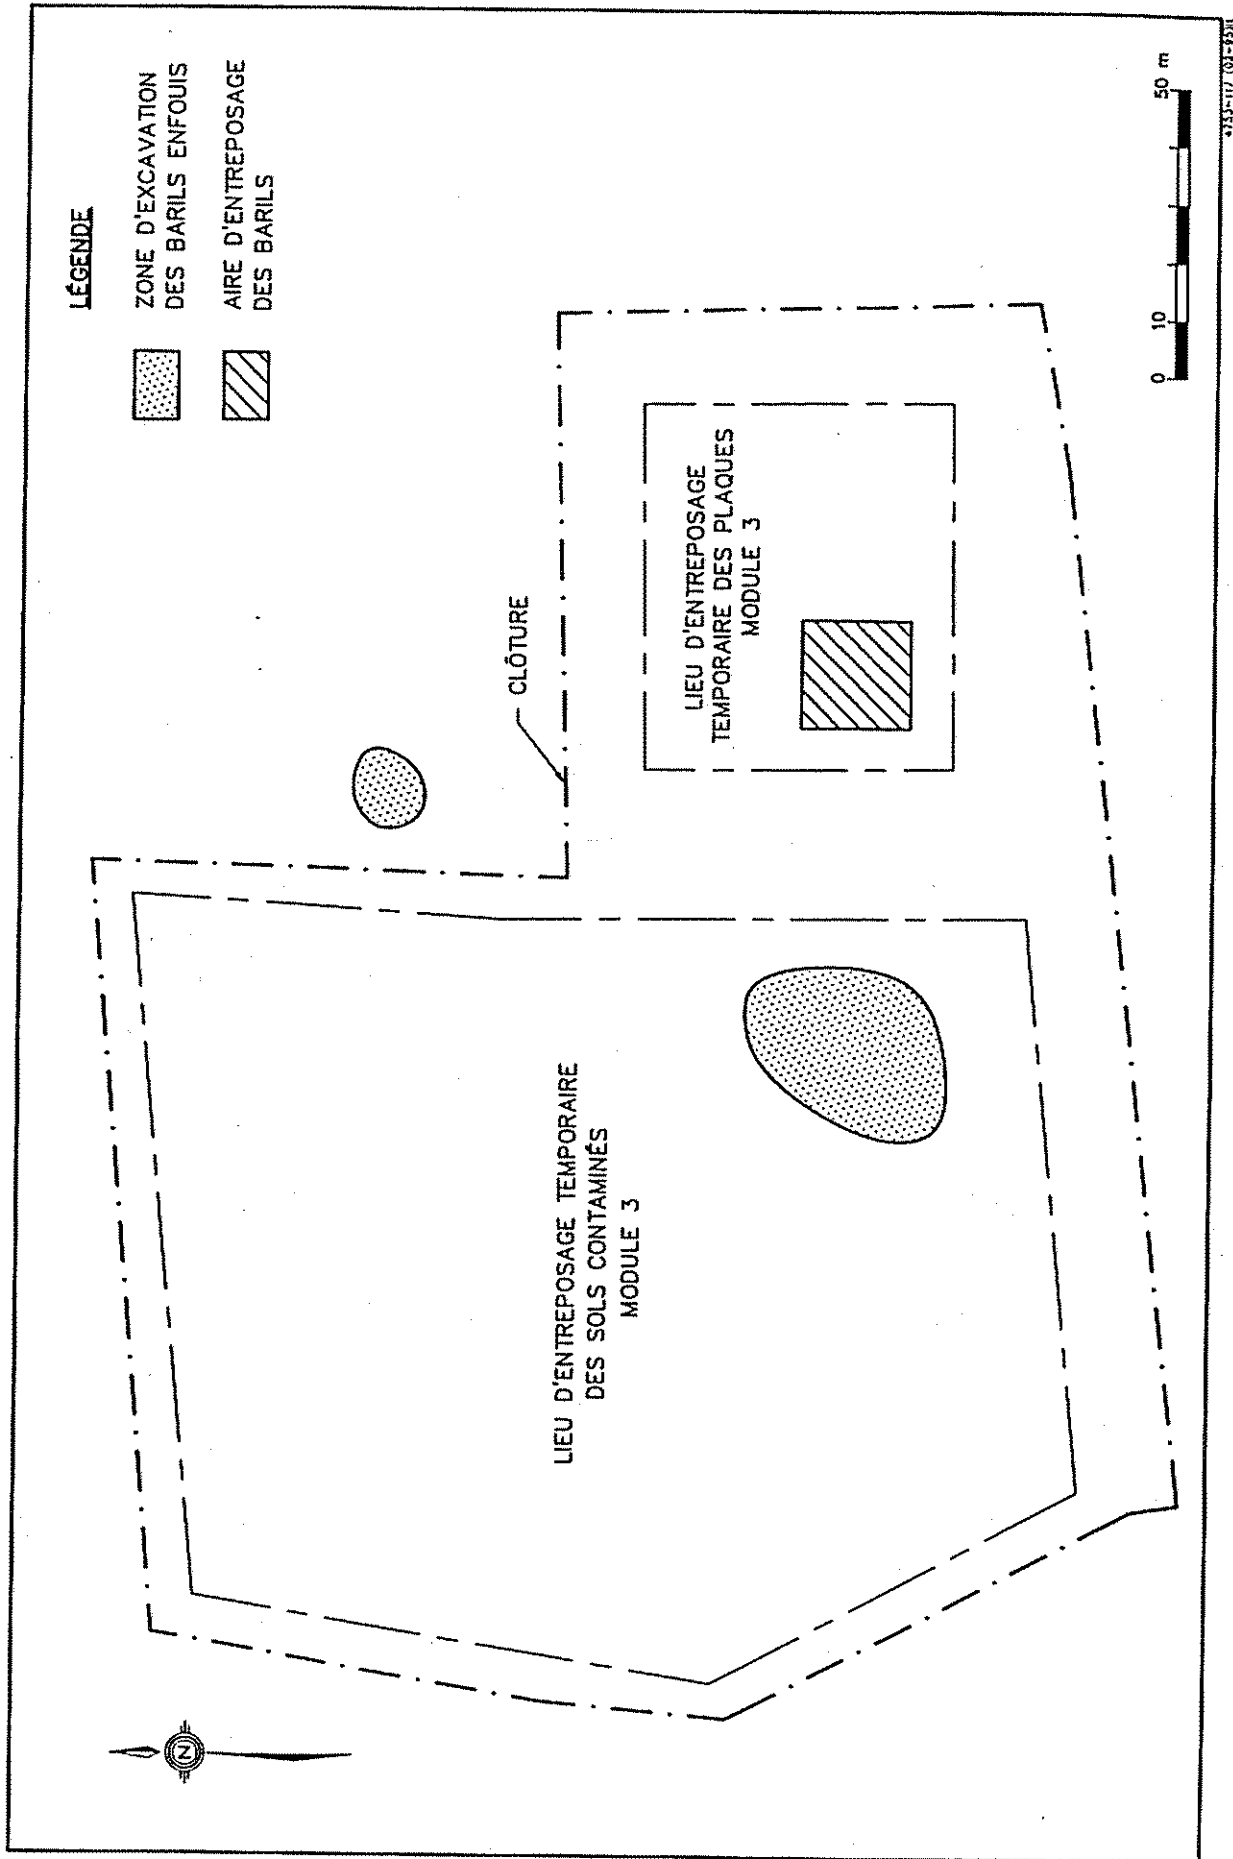 LÉGENDE
ZONE D'EXCAVATION
DES BARILS ENFOUIS
AIRE D'ENTREPOSAGE
DES BARILS
CLÔTURE
LIEU D'ENTREPOSAGE
TEMPORAIRE DES PLAQUES
MODULE 3
LIEU D'ENTREPOSAGE TEMPORAIRE
DES SOLS CONTAMINÉS
MODULE 3
N
0 10 50 m